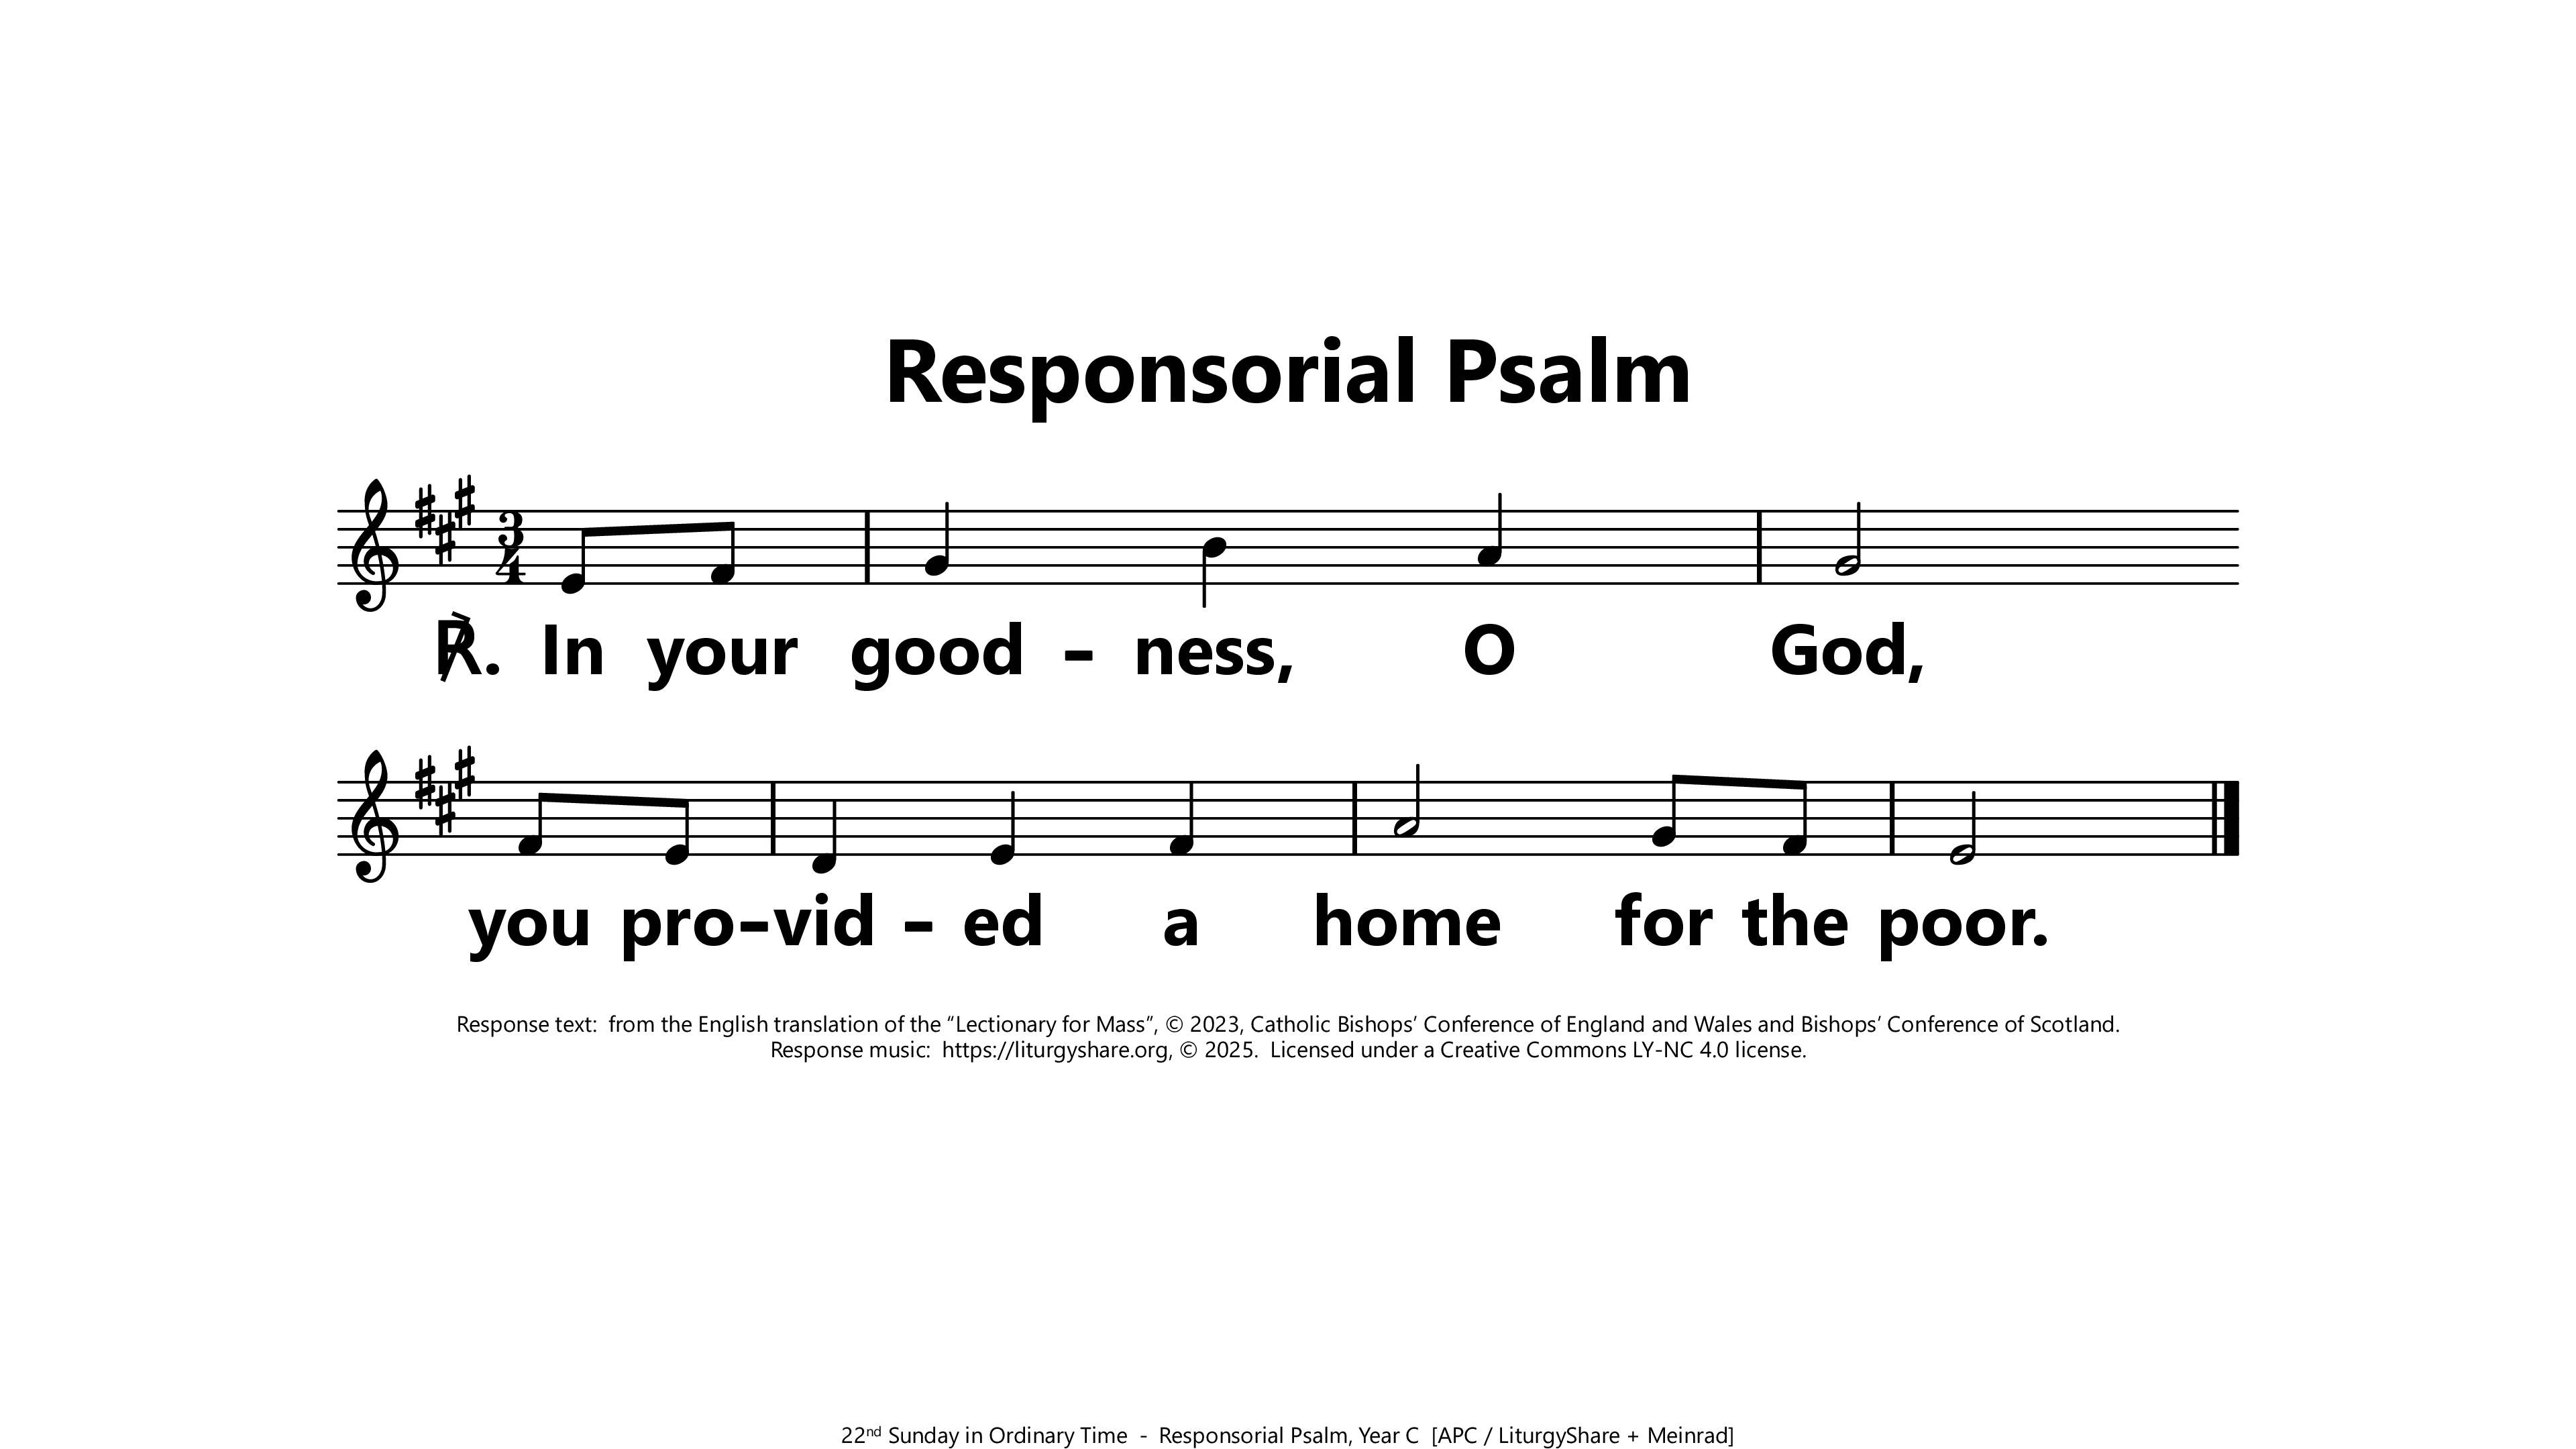 Responsorial Psalm
3
4
℟. In your good - ness, O God,
you pro-vid - ed a home for the poor.
Response text:  from the English translation of the “Lectionary for Mass”, © 2023, Catholic Bishops’ Conference of England and Wales and Bishops’ Conference of Scotland.
Response music:  https://liturgyshare.org, © 2025.  Licensed under a Creative Commons LY-NC 4.0 license.
22nd Sunday in Ordinary Time  -  Responsorial Psalm, Year C  [APC / LiturgyShare + Meinrad]